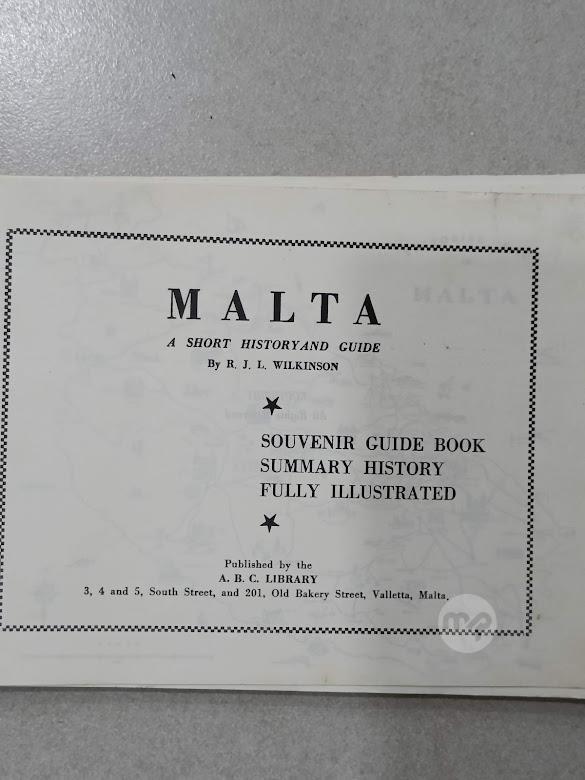 MALTA
A SHORT HISTORYAND GUIDE
By R. J. L. WILKINSON
SOUVENIR GUIDE BOOK
SUMMARY HISTORY
FULLY ILLUSTRATED
Published by the
A. B. C. LIBRARY
3, 4 and 5, South Street, and 201, Old Bakery Street, Valletta, Malta.
MALTA